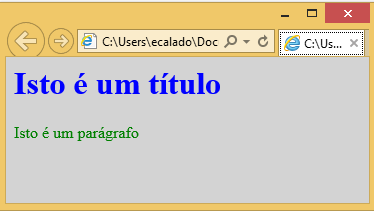 C:\Users\ecalado\Doc
C:\Us...
Isto é um título
Isto é um parágrafo